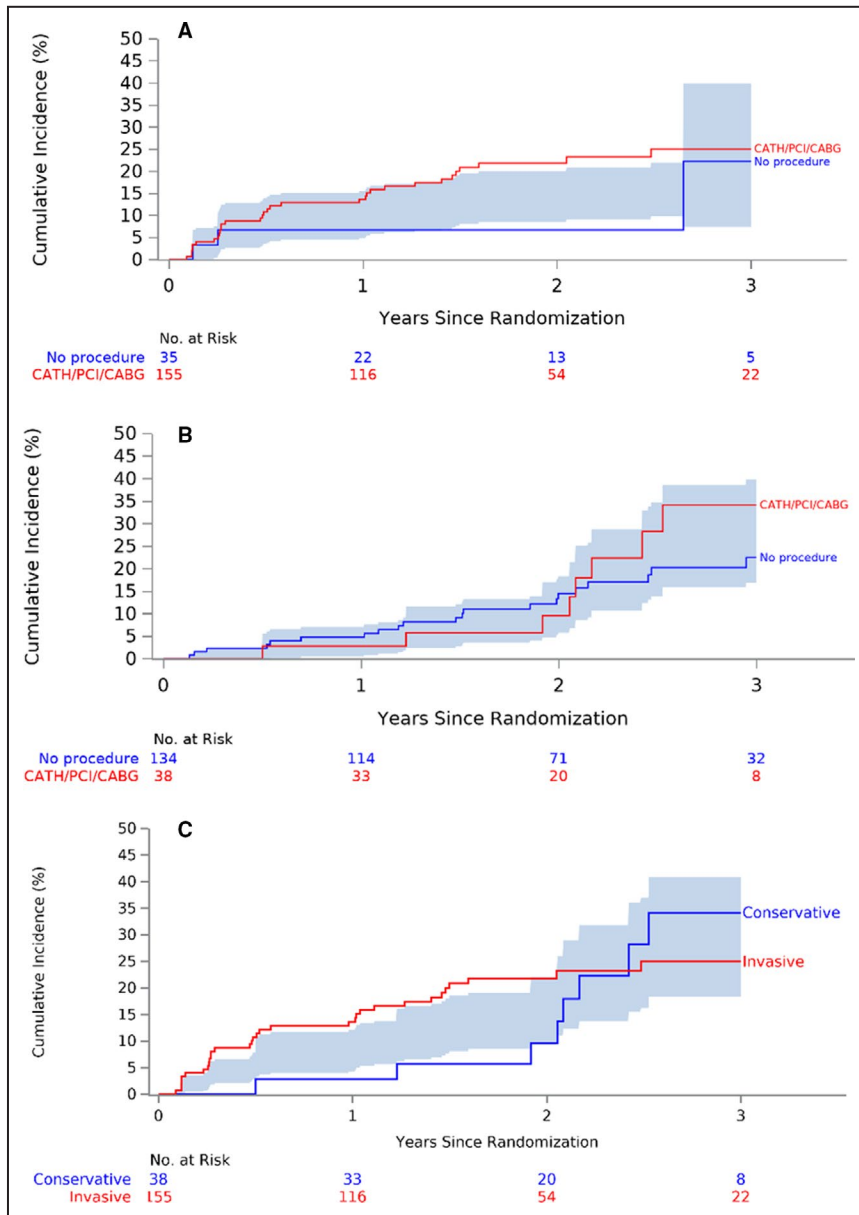 A
50
45
40
35
30
25
20
15
10
5
0
Cumulative Incidence (%)
CATH/PCI/CABG
No procedure
0 1 2 3
Years Since Randomization
No. at Risk
No procedure 35 22 13 5
CATH/PCI/CABG 155 116 54 22
B
50
45
40
35
30
25
20
15
10
5
0
Cumulative Incidence (%)
CATH/PCI/CABG
No procedure
0 1 2 3
Years Since Randomization
No. at Risk
No procedure 134 114 71 32
CATH/PCI/CABG 38 33 20 8
C
50
45
40
35
30
25
20
15
10
5
0
Cumulative Incidence (%)
Conservative
Invasive
0 1 2 3
Years Since Randomization
No. at Risk
Conservative 38 33 20 8
Invasive 155 116 54 22